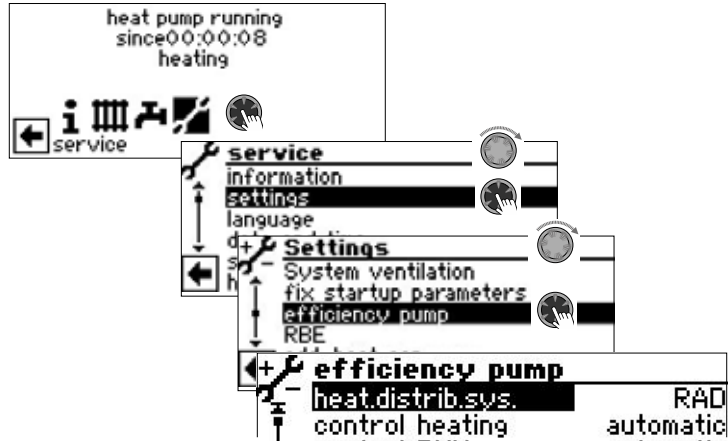 heat pump running
since00:00:08
heating
service
service
information
settings
language
Settings
System ventilation
fix startup parameters
efficiency pump
RBE
efficiency pump
heat.distrib.sys. RAD
control heating automatic